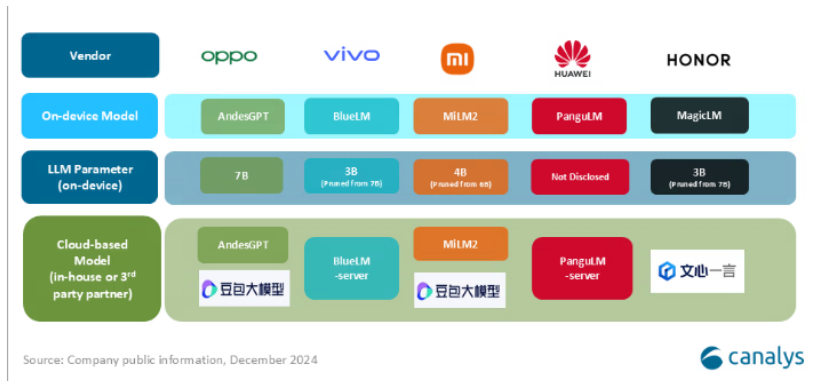 Vendor
oppo
vivo
mi
HUAWEI
HONOR
On-device Model
AndesGPT
BlueLM
MiLM2
PanguLM
MagicLM
LLM Parameter
(on-device)
7B
3B
(Pruned from 7B)
4B
(Pruned from 6B)
Not Disclosed
3B
(Pruned from 7B)
Cloud-based
Model
(in-house or 3rd
party partner)
AndesGPT
豆包大模型
BlueLM
-server
MiLM2
豆包大模型
PanguLM
-server
文心一言
Source: Company public information, December 2024
canalys